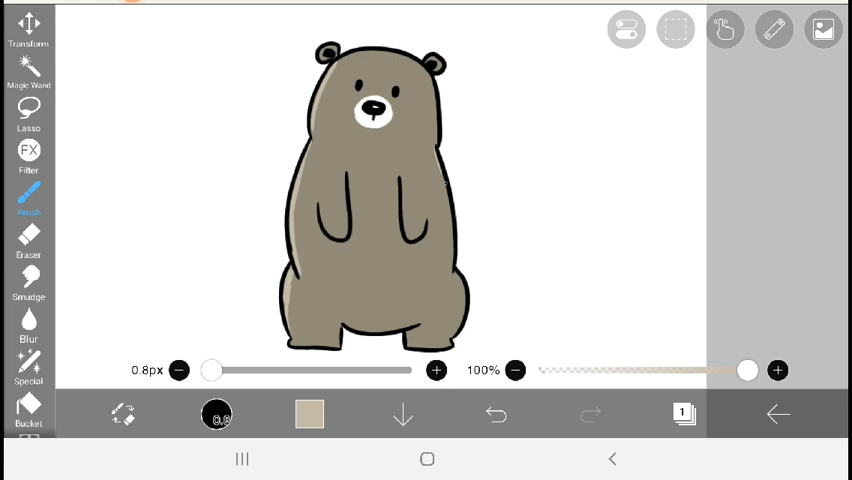 Transform
Magic Wand
Lasso
FX
Filter
Brush
Eraser
Smudge
Blur
Special
Bucket
0.8px
100%
0.8
1